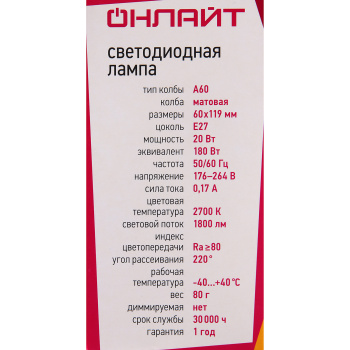 ОНЛАЙТ
светодиодная
лампа
тип колбы A60
колба матовая
размеры 60x119 мм
цоколь E27
мощность 20 Вт
эквивалент 180 Вт
частота 50/60 Гц
напряжение 176–264 В
сила тока 0,17 А
цветовая
температура 2700 К
световой поток 1800 лм
индекс
цветопередачи Ra≥80
угол рассеивания 220°
рабочая
температура -40...+40°C
вес 80 г
диммируемая нет
срок службы 30000 ч
гарантия 1 год